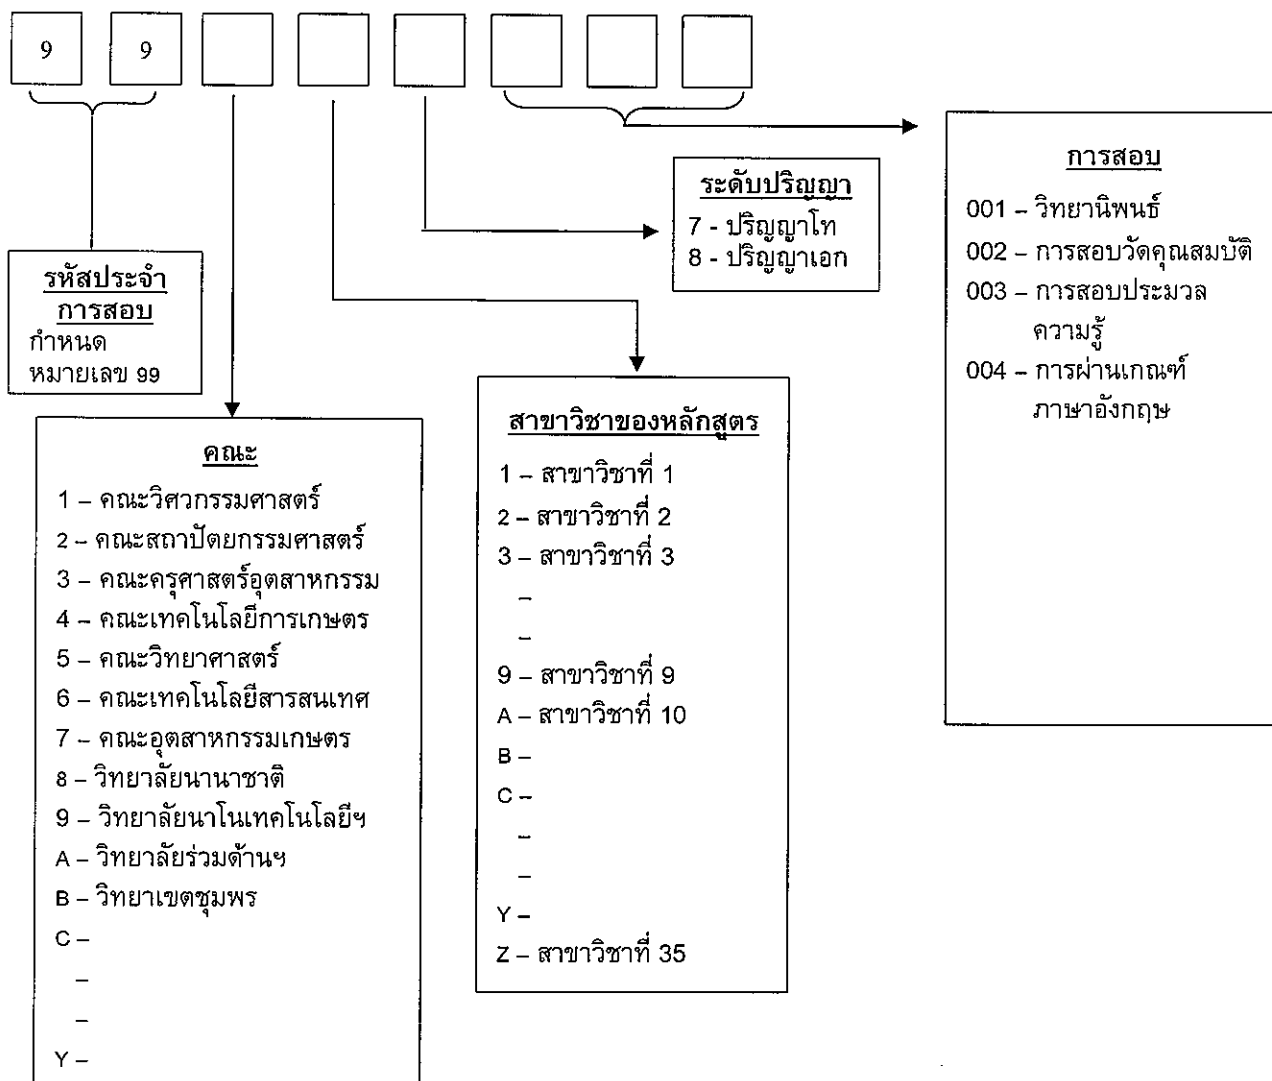 9 9
รหัสประจำ
การสอบ
กำหนด
หมายเลข 99
คณะ
1 – คณะวิศวกรรมศาสตร์
2 – คณะสถาปัตยกรรมศาสตร์
3 – คณะครุศาสตร์อุตสาหกรรม
4 – คณะเทคโนโลยีการเกษตร
5 – คณะวิทยาศาสตร์
6 – คณะเทคโนโลยีสารสนเทศ
7 – คณะอุตสาหกรรมเกษตร
8 – วิทยาลัยนานาชาติ
9 – วิทยาลัยนาโนเทคโนโลยีฯ
A – วิทยาลัยร่วมด้านฯ
B – วิทยาเขตชุมพร
C –
–
–
Y –
สาขาวิชาของหลักสูตร
1 – สาขาวิชาที่ 1
2 – สาขาวิชาที่ 2
3 – สาขาวิชาที่ 3
–
–
9 – สาขาวิชาที่ 9
A – สาขาวิชาที่ 10
B –
C –
–
–
Y –
Z – สาขาวิชาที่ 35
ระดับปริญญา
7 - ปริญญาโท
8 - ปริญญาเอก
การสอบ
001 – วิทยานิพนธ์
002 – การสอบวัดคุณสมบัติ
003 – การสอบประมวล
ความรู้
004 – การผ่านเกณฑ์
ภาษาอังกฤษ